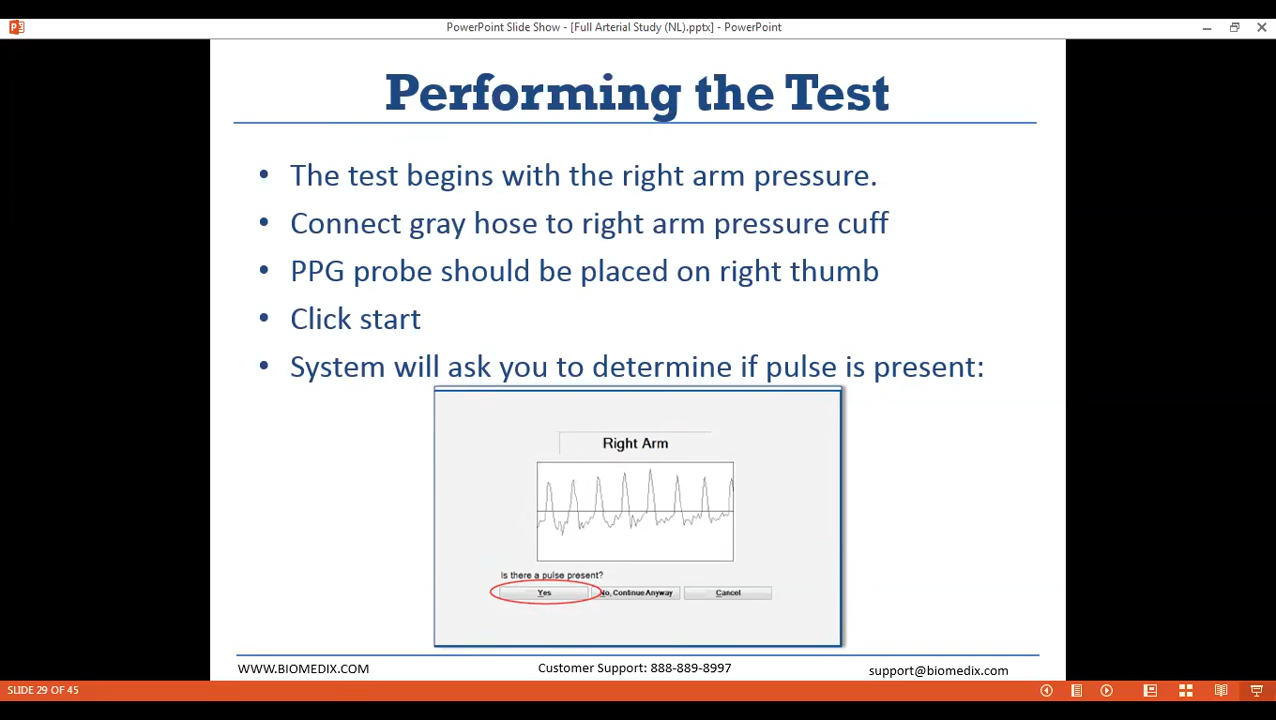 PowerPoint Slide Show - [Full Arterial Study (NL).pptx] - PowerPoint
Performing the Test
• The test begins with the right arm pressure.
• Connect gray hose to right arm pressure cuff
• PPG probe should be placed on right thumb
• Click start
• System will ask you to determine if pulse is present:
Right Arm
Is there a pulse present?
Yes No, Continue Anyway Cancel
WWW.BIOMEDIX.COM Customer Support: 888-889-8997 support@biomedix.com
SLIDE 29 OF 45